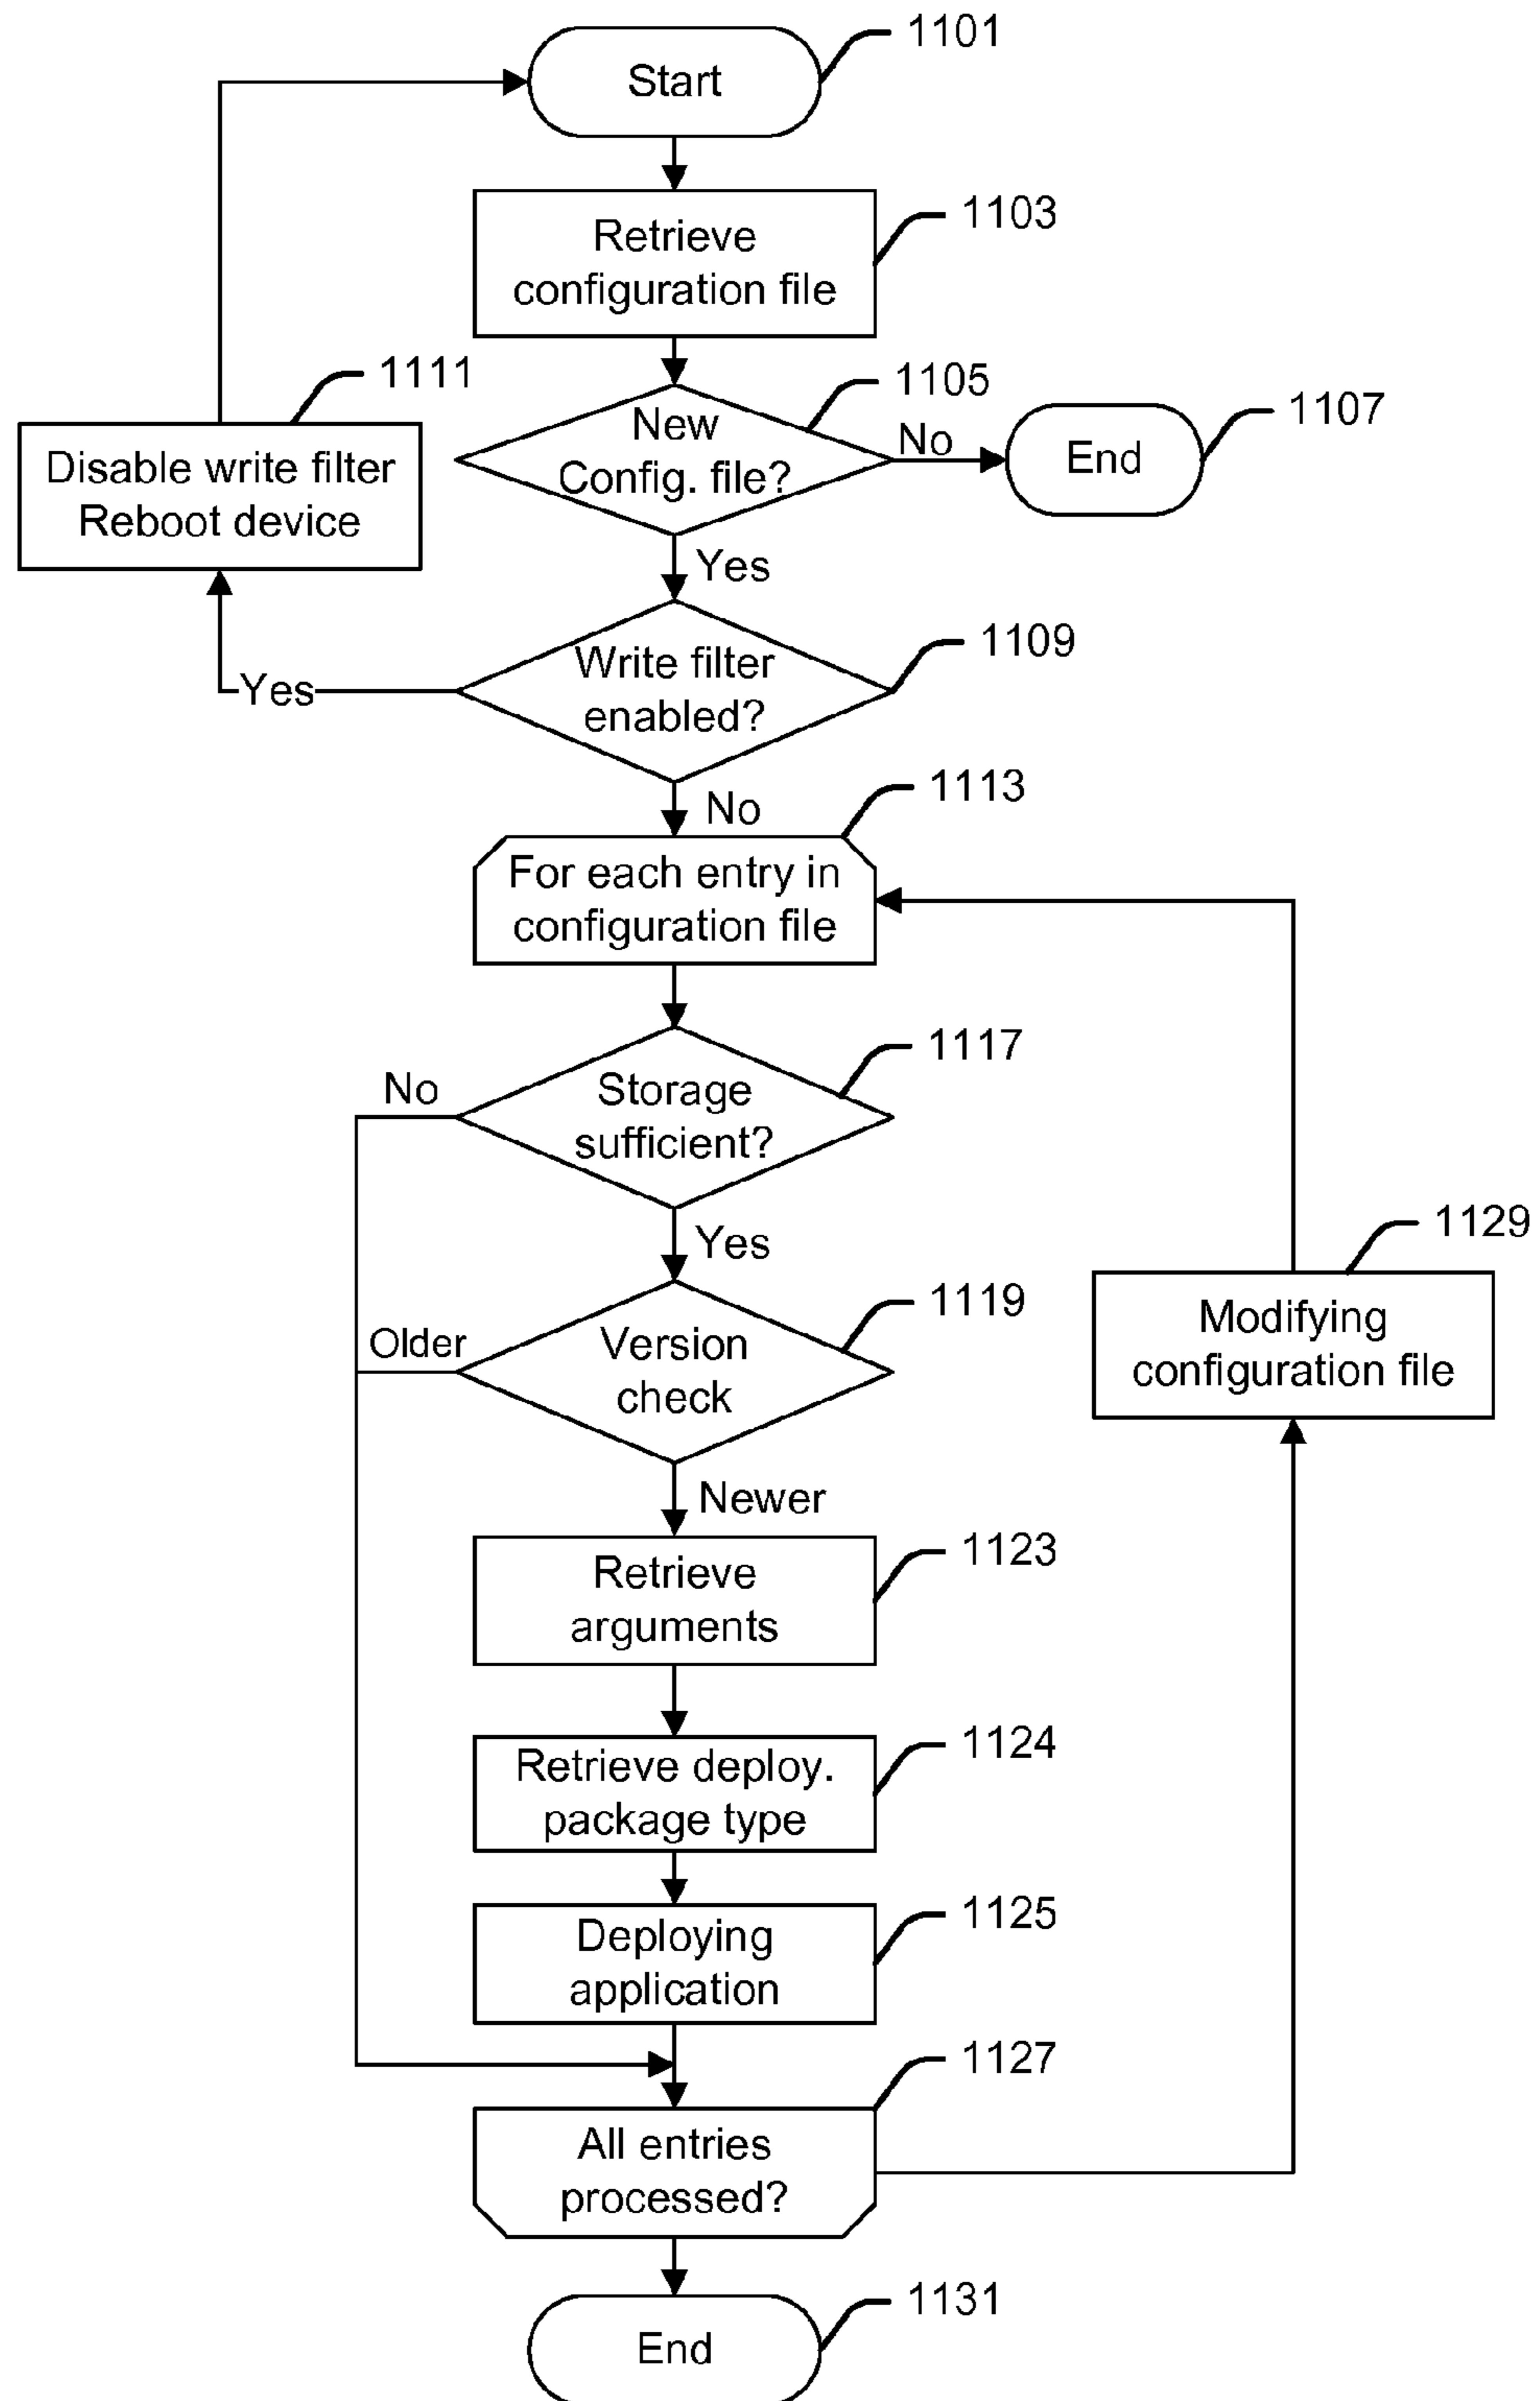 1101
Start
1103
Retrieve
configuration file
1111
1105
New
Config. file?
No
1107
End
Disable write filter
Reboot device
Yes
1109
Write filter
enabled?
Yes
1113
No
For each entry in
configuration file
1117
No
Storage
sufficient?
Yes
1129
1119
Older
Version
check
Modifying
configuration file
Newer
1123
Retrieve
arguments
1124
Retrieve deploy.
package type
1125
Deploying
application
1127
All entries
processed?
1131
End